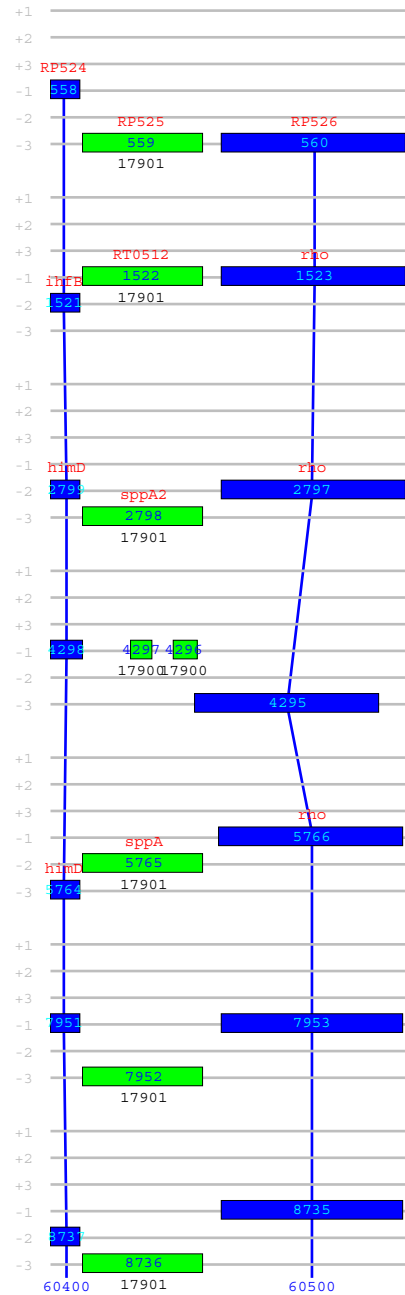 +1
+2
+3
RP524
-1 558
-2
RP525 RP526
-3 559 560
17901
+1
+2
+3
RT0512 rho
-1 1522 1523
ihfB 17901
-2 1521
-3
+1
+2
+3
-1
himD rho
-2 2799 2797
sppA2
-3 2798
17901
+1
+2
+3
-1 4298 4297 4296
17900 17900
-2
-3 4295
+1
+2
+3
rho
-1 5766
sppA
-2 5765
himD 17901
-3 5764
+1
+2
+3
-1 7951 7953
-2
-3 7952
17901
+1
+2
+3
-1 8735
-2 8737
-3 8736
60400 17901 60500